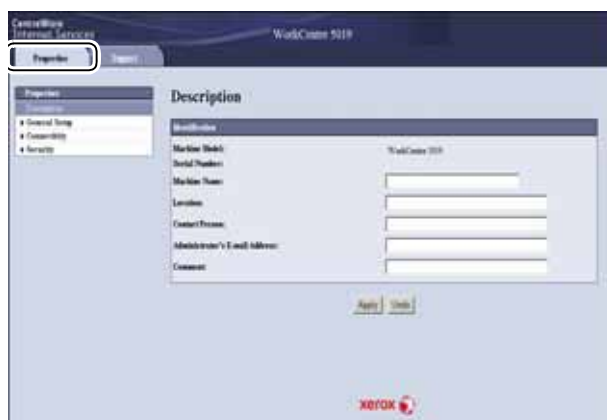 CentreWare
Internet Services
WorkCentre 5019
Properties
Support
Properties
Description
General Setup
Connectivity
Security
Description
Identification
Machine Model:
WorkCentre 5019
Serial Number:
Machine Name:
Location:
Contact Person:
Administrator's E-mail Address:
Comment:
Apply
Undo
xerox